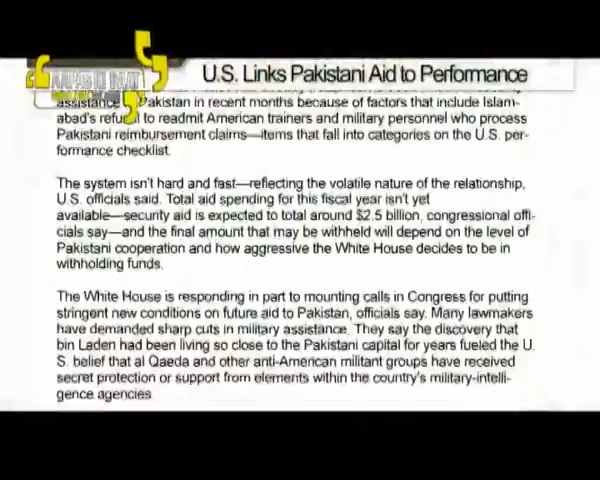 U.S. Links Pakistani Aid to Performance
assistance Pakistan in recent months because of factors that include Islam-
abad's to readmit American trainers and military personnel who process
Pakistani reimbursement claims—items that fall into categories on the U.S. per-
formance checklist.
The system isn't hard and fast—reflecting the volatile nature of the relationship,
U.S. officials said. Total aid spending for this fiscal year isn't yet
available—security aid is expected to total around $2.5 billion, congressional offi-
cials say—and the final amount that may be withheld will depend on the level of
Pakistani cooperation and how aggressive the White House decides to be in
withholding funds.
The White House is responding in part to mounting calls in Congress for putting
stringent new conditions on future aid to Pakistan, officials say. Many lawmakers
have demanded sharp cuts in military assistance. They say the discovery that
bin Laden had been living so close to the Pakistani capital for years fueled the U.
S. belief that al Qaeda and other anti-American militant groups have received
secret protection or support from elements within the country's military-intelli-
gence agencies